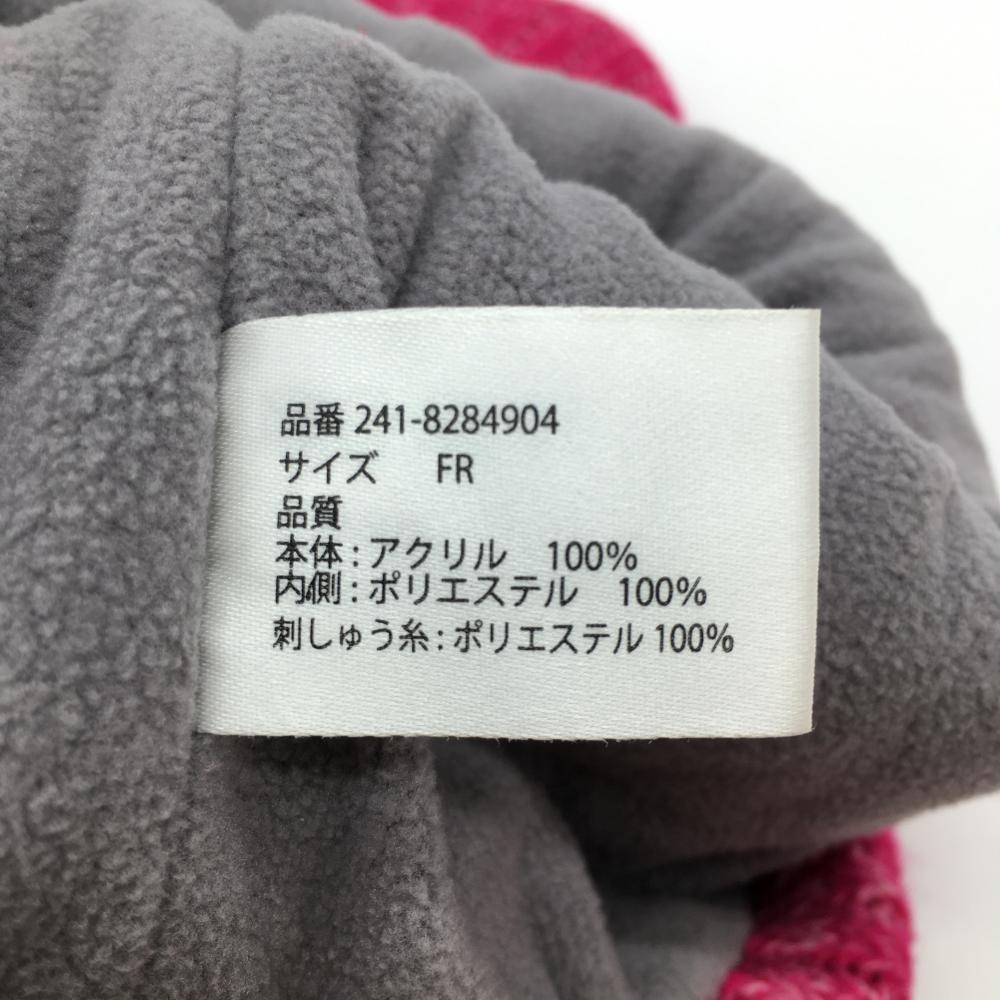 品番 241-8284904
サイズ FR
品質
本体 : アクリル 100%
内側 : ポリエステル 100%
刺しゅう糸 : ポリエステル 100%